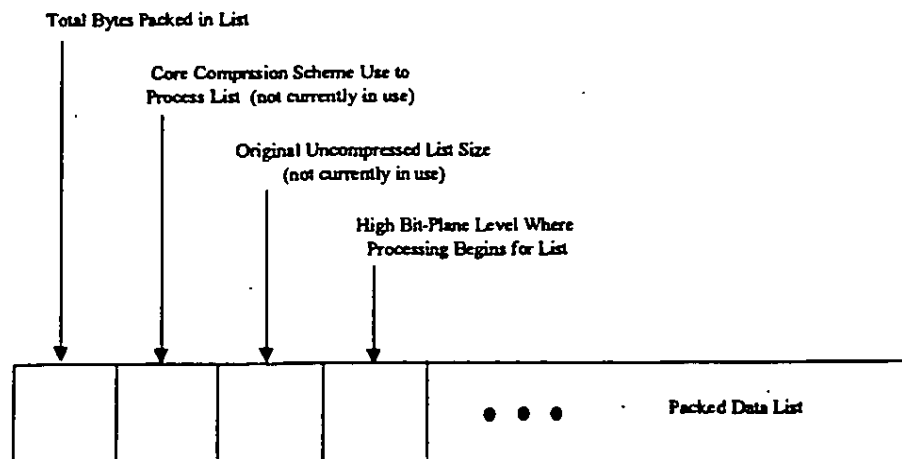 Total Bytes Packed in List
Core Comprssion Scheme Use to
Process List (not currently in use)
Original Uncompressed List Size
(not currently in use)
High Bit-Plane Level Where
Processing Begins for List
Packed Data List